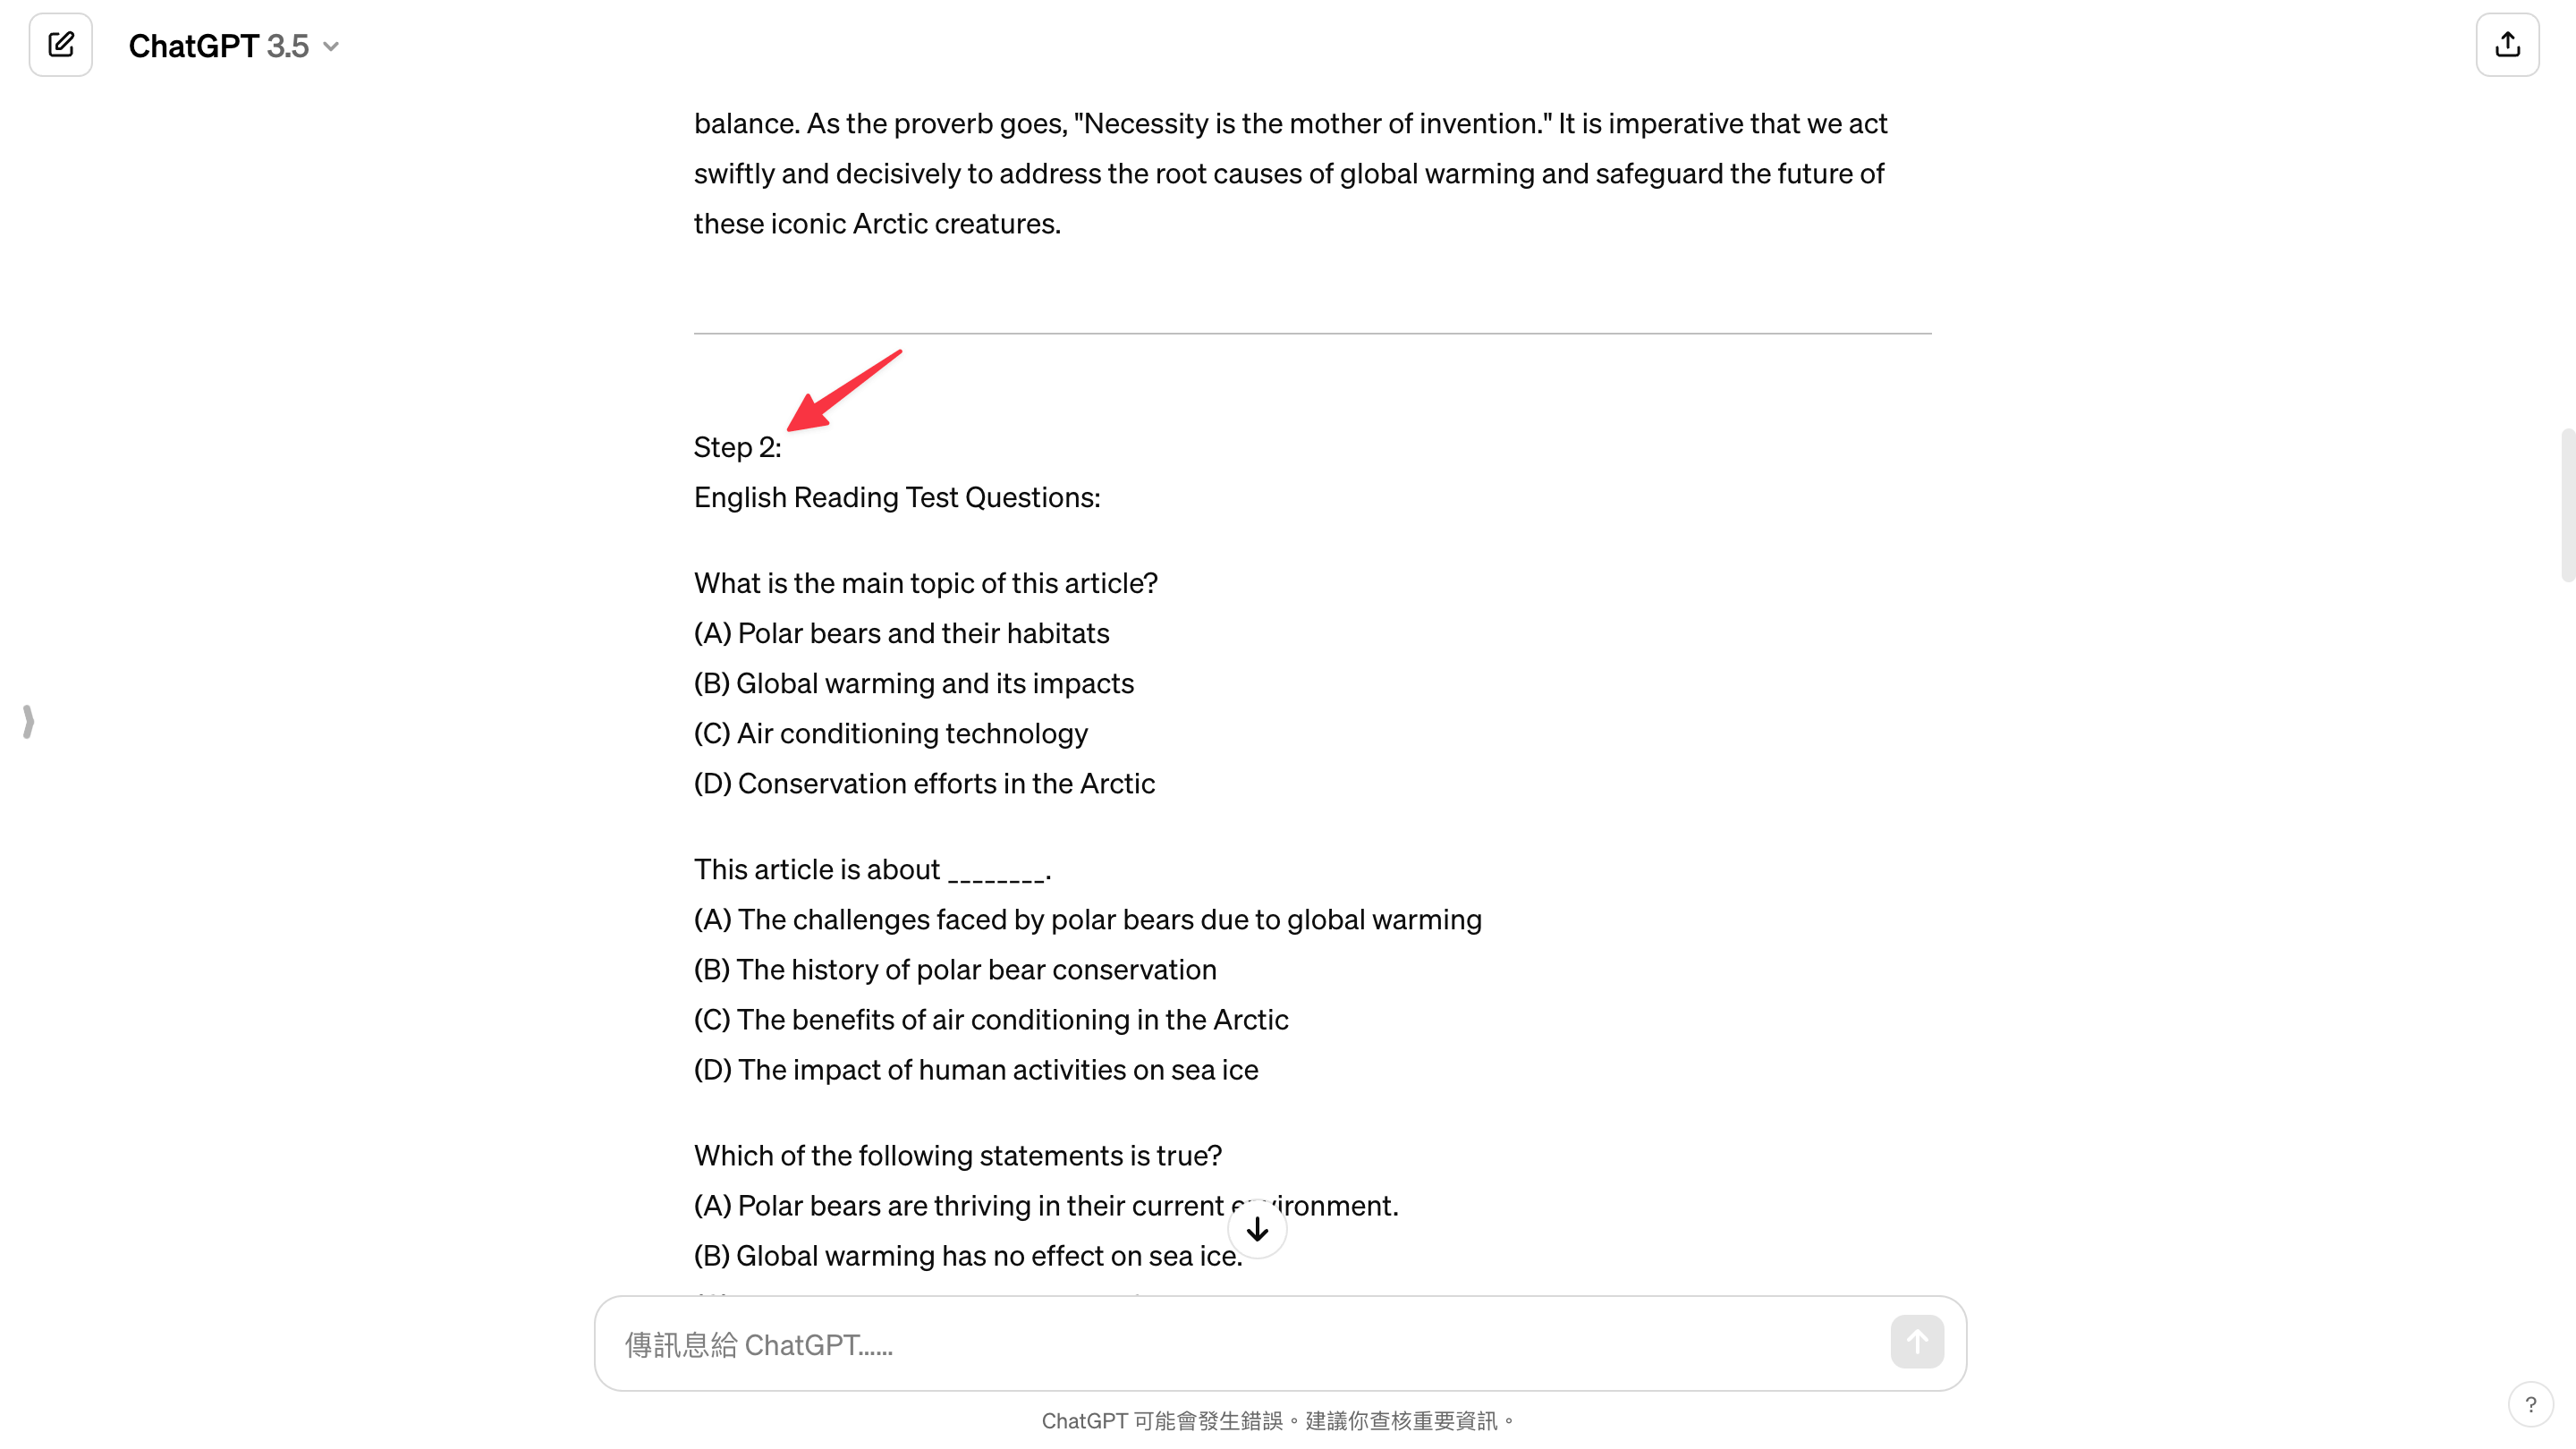 ChatGPT 3.5
balance. As the proverb goes, "Necessity is the mother of invention." It is imperative that we act
swiftly and decisively to address the root causes of global warming and safeguard the future of
these iconic Arctic creatures.
Step 2:
English Reading Test Questions:
What is the main topic of this article?
(A) Polar bears and their habitats
(B) Global warming and its impacts
(C) Air conditioning technology
(D) Conservation efforts in the Arctic
This article is about ________.
(A) The challenges faced by polar bears due to global warming
(B) The history of polar bear conservation
(C) The benefits of air conditioning in the Arctic
(D) The impact of human activities on sea ice
Which of the following statements is true?
(A) Polar bears are thriving in their current environment.
(B) Global warming has no effect on sea ice.
傳訊息給 ChatGPT......
ChatGPT 可能會發生錯誤。建議你查核重要資訊。
?